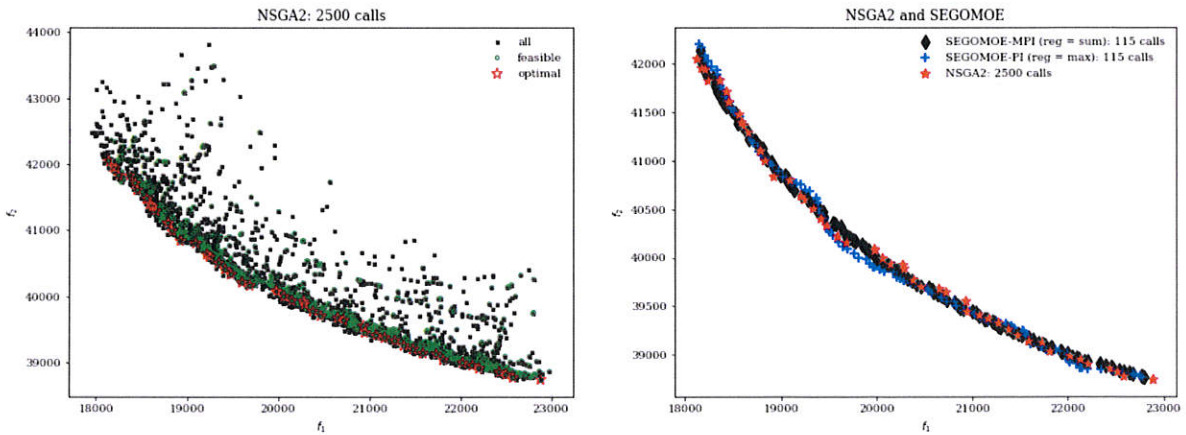 NSGA2: 2500 calls
44000
43000
42000
41000
40000
39000
f2
all
feasible
optimal
18000 19000 20000 21000 22000 23000
f1
NSGA2 and SEGOMOE
42000
41500
41000
40500
40000
39500
39000
f2
SEGOMOE-MPI (reg = sum): 115 calls
SEGOMOE-PI (reg = max): 115 calls
NSGA2: 2500 calls
18000 19000 20000 21000 22000 23000
f1